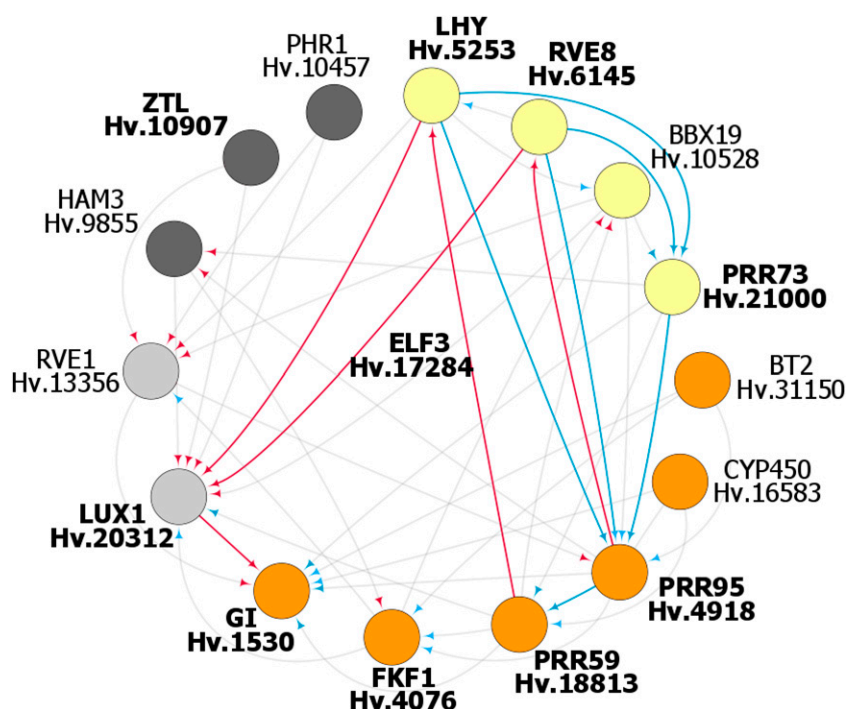 LHY
Hv.5253
PHR1
Hv.10457
RVE8
Hv.6145
ZTL
Hv.10907
BBX19
Hv.10528
HAM3
Hv.9855
PRR73
Hv.21000
ELF3
Hv.17284
RVE1
Hv.13356
BT2
Hv.31150
CYP450
Hv.16583
LUX1
Hv.20312
PRR95
Hv.4918
GI
Hv.1530
PRR59
Hv.18813
FKF1
Hv.4076